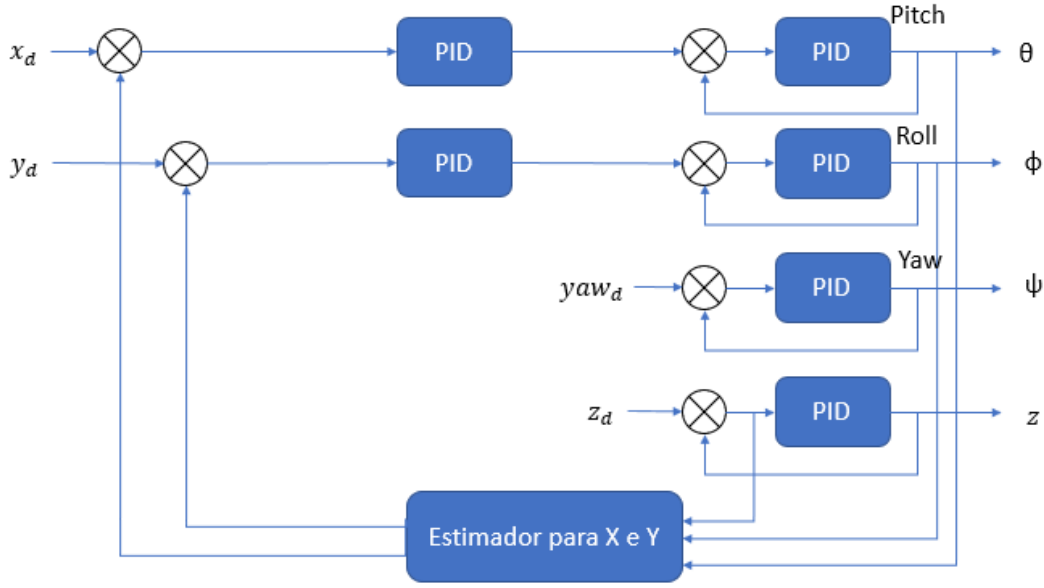 Pitch
x_d PID PID θ
Roll
y_d PID PID ϕ
Yaw
yaw_d PID ψ
z_d PID z
Estimador para X e Y